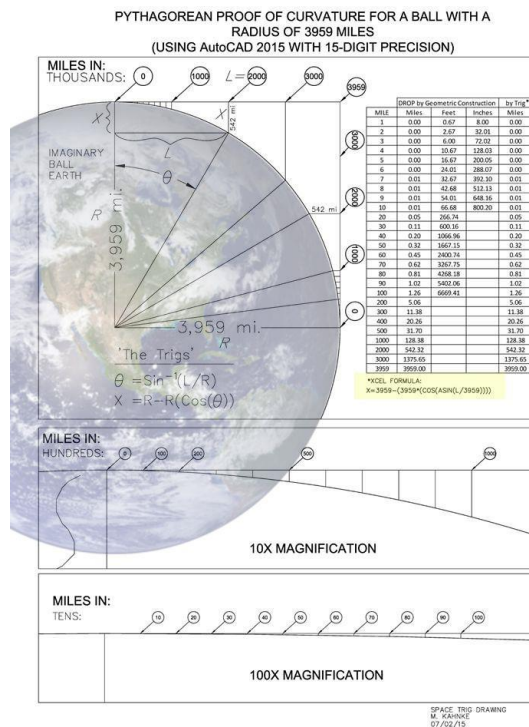 PYTHAGOREAN PROOF OF CURVATURE FOR A BALL WITH A
RADIUS OF 3959 MILES
(USING AutoCAD 2015 WITH 15-DIGIT PRECISION)
MILES IN:
THOUSANDS: 0 1000 L= 2000 3000 3959
X X 542 mi
L
IMAGINARY
BALL
EARTH
θ
R
3,959 mi.
3000
2000
542 mi
1000
0
3,959 mi.
R
'The Trigs'
θ =Sin⁻¹(L/R)
X =R-R(Cos(θ))
DROP by Geometric Construction by Trig*
MILE Miles Feet Inches Miles
1 0.00 0.67 8.00 0.00
2 0.00 2.67 32.01 0.00
3 0.00 6.00 72.02 0.00
4 0.00 10.67 128.03 0.00
5 0.00 16.67 200.05 0.00
6 0.00 24.01 288.07 0.00
7 0.01 32.67 392.10 0.01
8 0.01 42.68 512.13 0.01
9 0.01 54.01 648.16 0.01
10 0.01 66.68 800.20 0.01
20 0.05 266.74 0.05
30 0.11 600.16 0.11
40 0.20 1066.96 0.20
50 0.32 1667.15 0.32
60 0.45 2400.74 0.45
70 0.62 3267.75 0.62
80 0.81 4268.18 0.81
90 1.02 5402.06 1.02
100 1.26 6669.41 1.26
200 5.06 5.06
300 11.38 11.38
400 20.26 20.26
500 31.70 31.70
1000 128.38 128.38
2000 542.32 542.32
3000 1375.65 1375.65
3959 3959.00 3959.00
*XCEL FORMULA:
X=3959-(3959*(COS(ASIN(L/3959))))
MILES IN:
HUNDREDS: 0 100 200 500 1000
10X MAGNIFICATION
MILES IN:
TENS: 10 20 30 40 50 60 70 80 90 100
100X MAGNIFICATION
SPACE TRIG DRAWING
M. KAHNKE
07/02/15